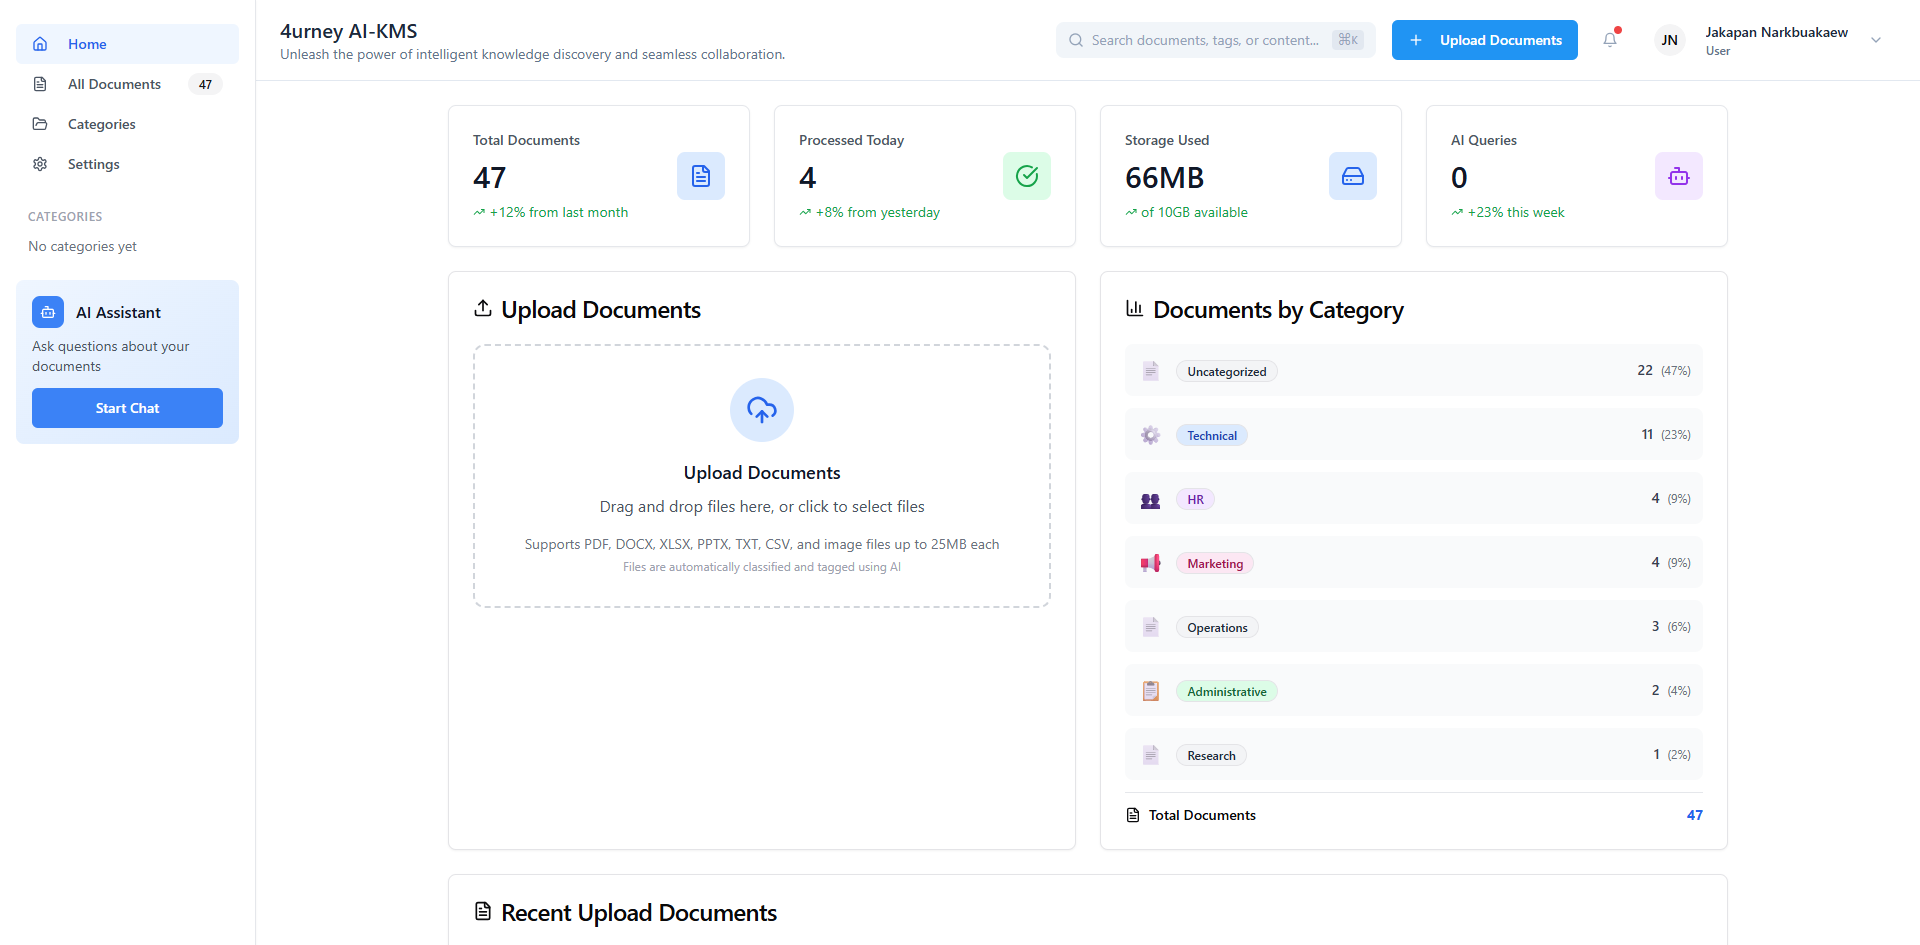 Home
All Documents 47
Categories
Settings
CATEGORIES
No categories yet
AI Assistant
Ask questions about your
documents
Start Chat
4urney AI-KMS
Unleash the power of intelligent knowledge discovery and seamless collaboration.
Search documents, tags, or content... ⌘K
+ Upload Documents
JN
Jakapan Narkbuakaew
User
Total Documents
47
+12% from last month
Processed Today
4
+8% from yesterday
Storage Used
66MB
of 10GB available
AI Queries
0
+23% this week
Upload Documents
Upload Documents
Drag and drop files here, or click to select files
Supports PDF, DOCX, XLSX, PPTX, TXT, CSV, and image files up to 25MB each
Files are automatically classified and tagged using AI
Documents by Category
Uncategorized 22 (47%)
Technical 11 (23%)
HR 4 (9%)
Marketing 4 (9%)
Operations 3 (6%)
Administrative 2 (4%)
Research 1 (2%)
Total Documents 47
Recent Upload Documents